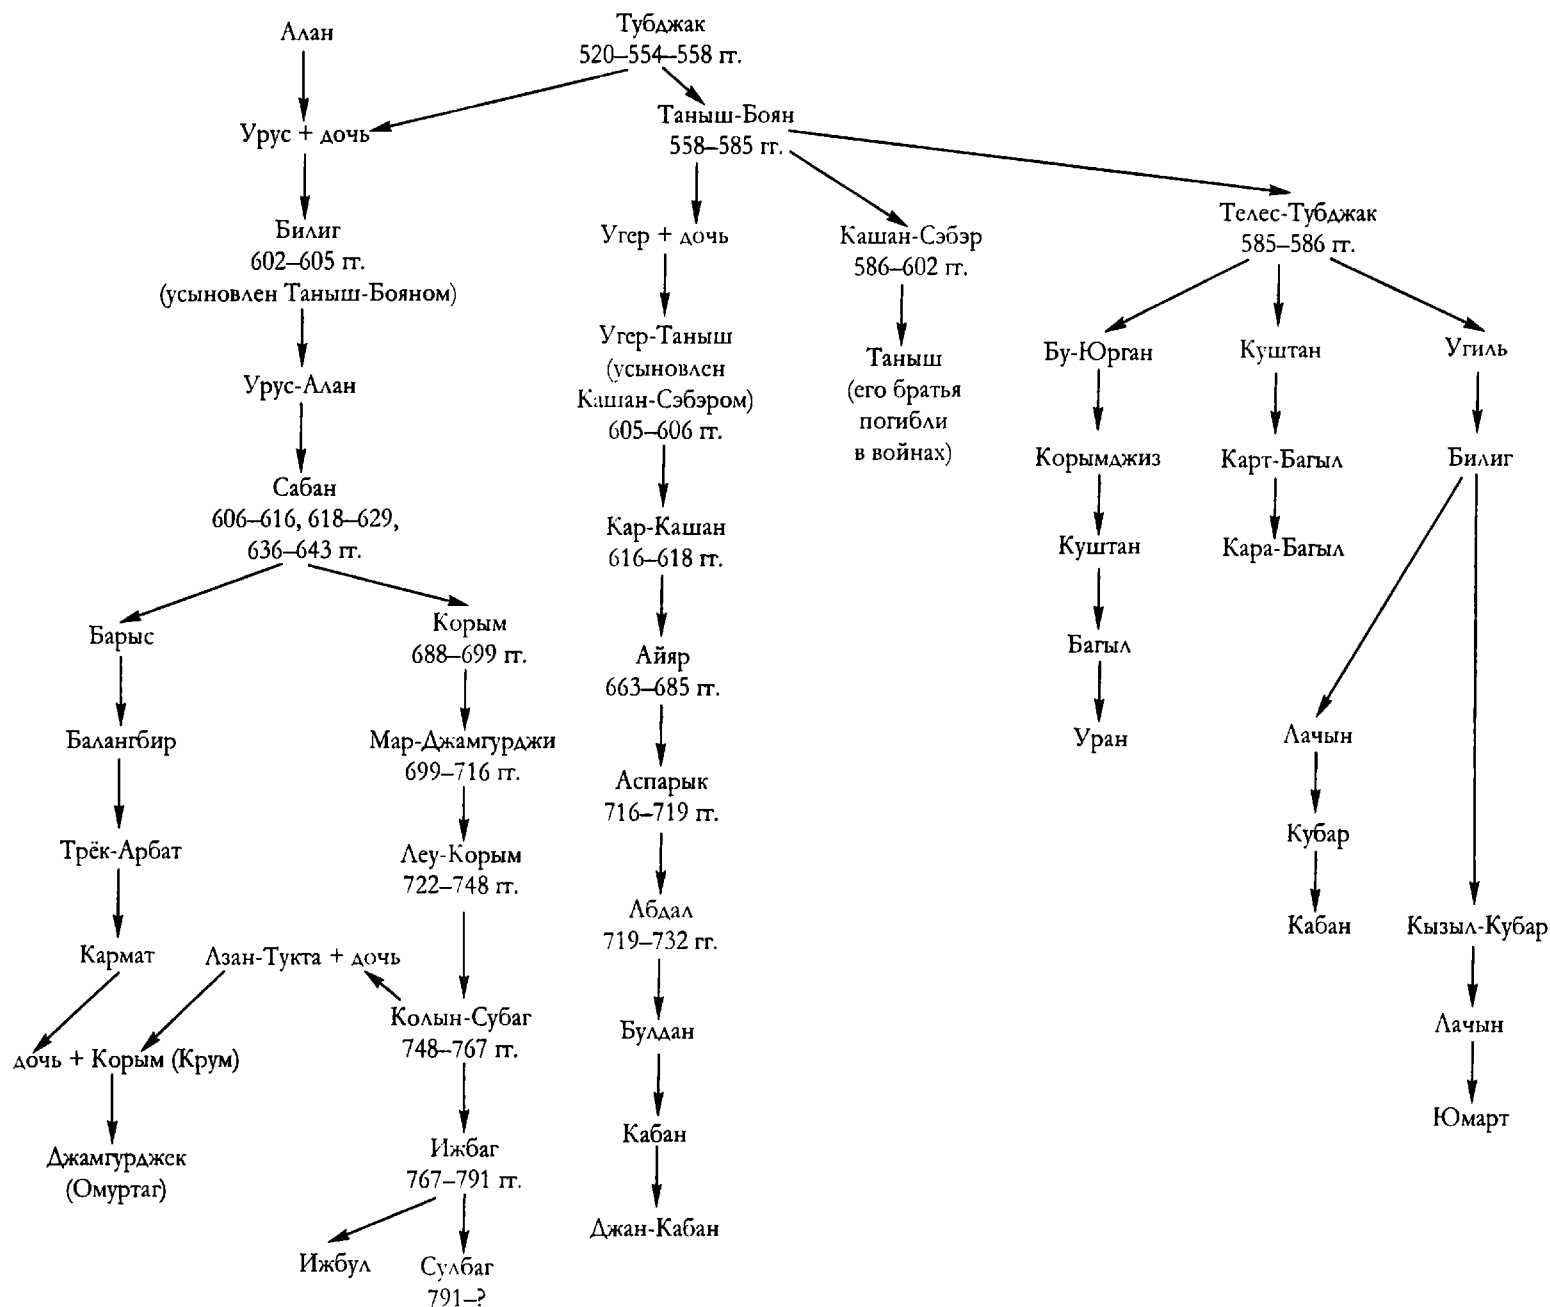 Алан
Тубджак
520–554–558 гг.
Урус + дочь
Таныш-Боян
558–585 гг.
Билиг
602–605 гг.
(усыновлен Таныш-Бояном)
Угер + дочь
Кашан-Сэбэр
586–602 гг.
Телес-Тубджак
585–586 гг.
Урус-Алан
Угер-Таныш
(усыновлен
Кашан-Сэбэром)
605–606 гг.
Таныш
(его братья
погибли
в войнах)
Бу-Юрган
Куштан
Угиль
Сабан
606–616, 618–629,
636–643 гг.
Кар-Кашан
616–618 гг.
Корымджиз
Карт-Багыл
Билиг
Куштан
Кара-Багыл
Барыс
Корым
688–699 гг.
Айяр
663–685 гг.
Багыл
Балангбир
Мар-Джамгурджи
699–716 гг.
Аспарык
716–719 гг.
Уран
Лачын
Трёк-Арбат
Леу-Корым
722–748 гг.
Кубар
Абдал
719–732 гг.
Кабан
Кызыл-Кубар
Кармат
Азан-Тукта + дочь
Колын-Субаг
748–767 гг.
Булдан
Лачын
дочь + Корым (Крум)
Кабан
Юмарт
Джамгурджек
(Омуртаг)
Ижбаг
767–791 гг.
Джан-Кабан
Ижбул
Сулбаг
791–?